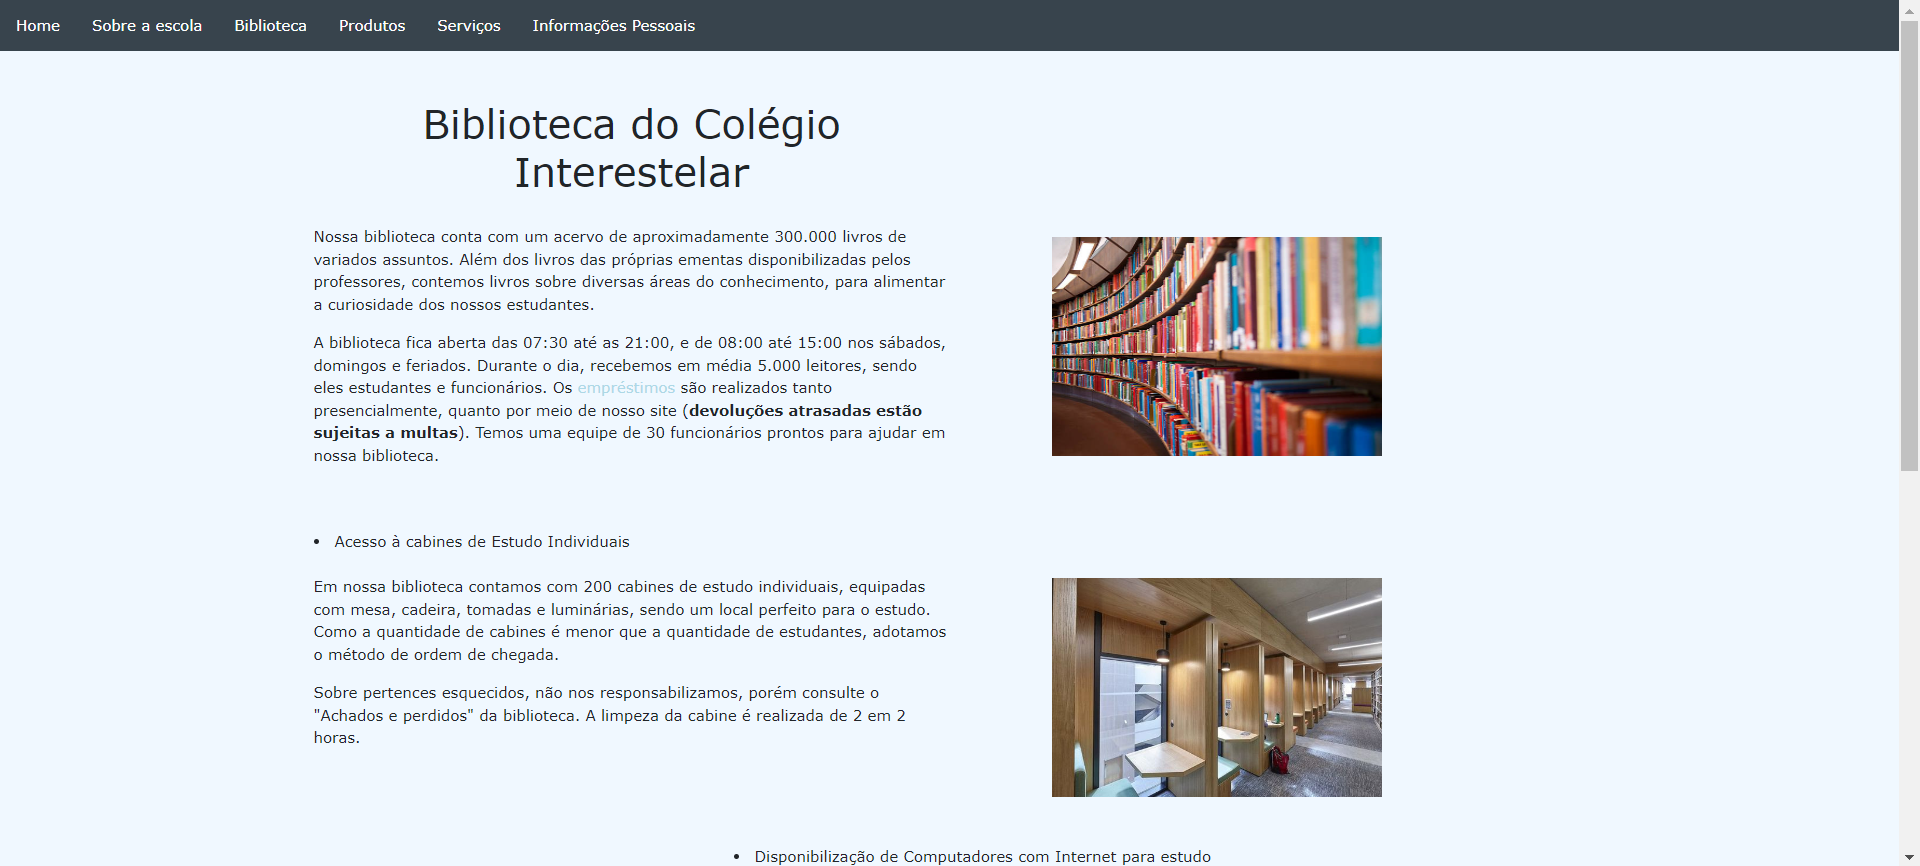 Home Sobre a escola Biblioteca Produtos Serviços Informações Pessoais
Biblioteca do Colégio
Interestelar
Nossa biblioteca conta com um acervo de aproximadamente 300.000 livros de
variados assuntos. Além dos livros das próprias ementas disponibilizadas pelos
professores, contemos livros sobre diversas áreas do conhecimento, para alimentar
a curiosidade dos nossos estudantes.
A biblioteca fica aberta das 07:30 até as 21:00, e de 08:00 até 15:00 nos sábados,
domingos e feriados. Durante o dia, recebemos em média 5.000 leitores, sendo
eles estudantes e funcionários. Os empréstimos são realizados tanto
presencialmente, quanto por meio de nosso site (devoluções atrasadas estão
sujeitas a multas). Temos uma equipe de 30 funcionários prontos para ajudar em
nossa biblioteca.
• Acesso à cabines de Estudo Individuais
Em nossa biblioteca contamos com 200 cabines de estudo individuais, equipadas
com mesa, cadeira, tomadas e luminárias, sendo um local perfeito para o estudo.
Como a quantidade de cabines é menor que a quantidade de estudantes, adotamos
o método de ordem de chegada.
Sobre pertences esquecidos, não nos responsabilizamos, porém consulte o
"Achados e perdidos" da biblioteca. A limpeza da cabine é realizada de 2 em 2
horas.
• Disponibilização de Computadores com Internet para estudo